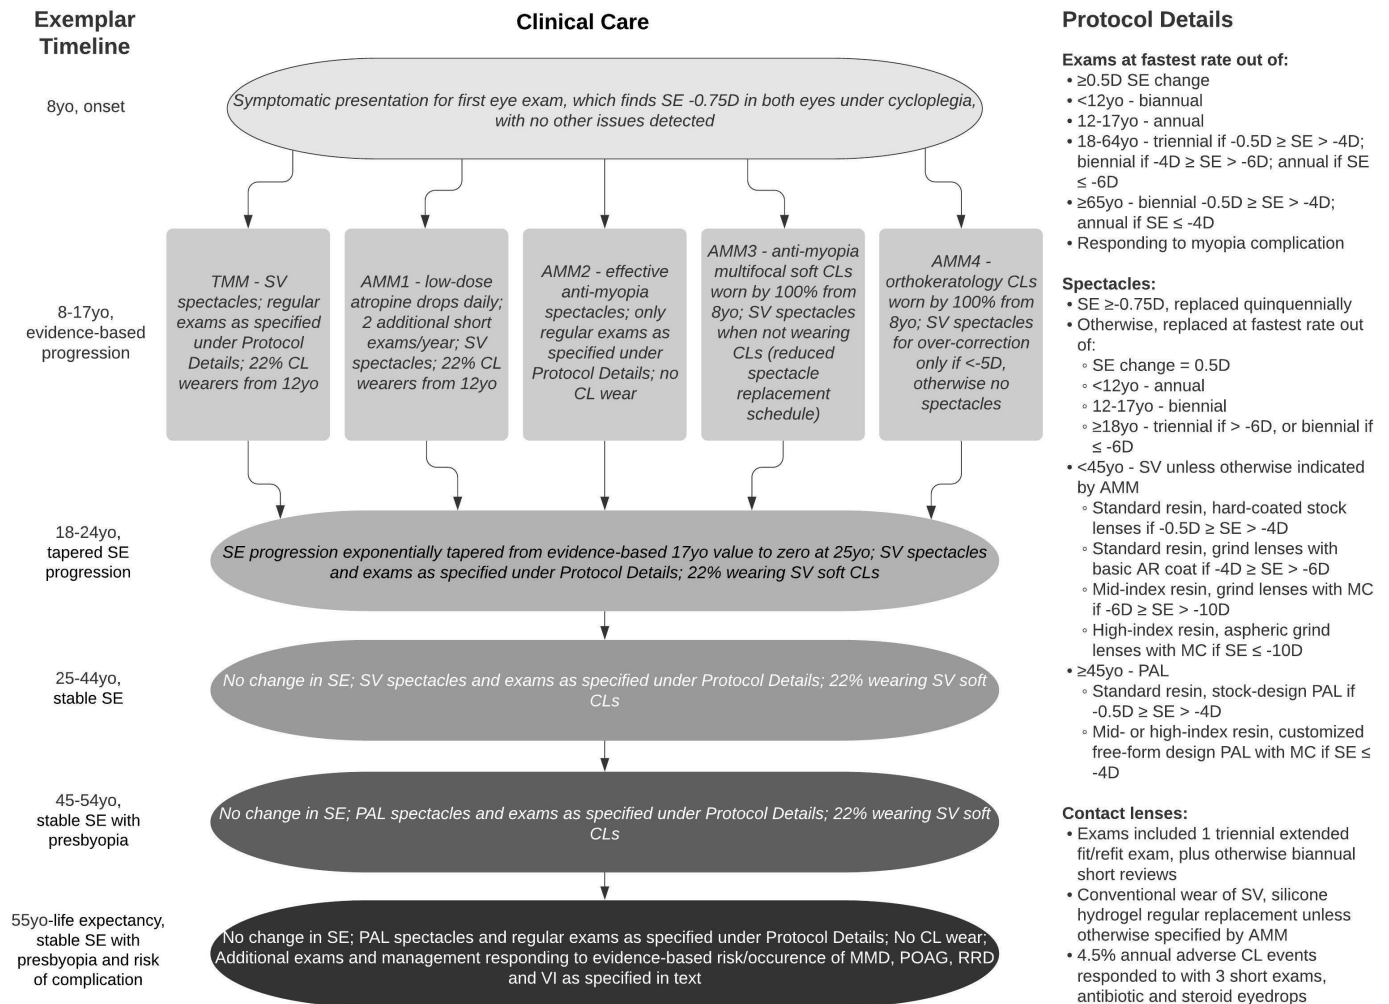 Exemplar
Timeline
Clinical Care
Protocol Details
8yo, onset
Symptomatic presentation for first eye exam, which finds SE -0.75D in both eyes under cycloplegia,
with no other issues detected
8-17yo,
evidence-based
progression
TMM - SV
spectacles; regular
exams as specified
under Protocol
Details; 22% CL
wearers from 12yo
AMM1 - low-dose
atropine drops daily;
2 additional short
exams/year; SV
spectacles; 22% CL
wearers from 12yo
AMM2 - effective
anti-myopia
spectacles; only
regular exams as
specified under
Protocol Details; no
CL wear
AMM3 - anti-myopia
multifocal soft CLs
worn by 100% from
8yo; SV spectacles
when not wearing
CLs (reduced
spectacle
replacement
schedule)
AMM4 -
orthokeratology CLs
worn by 100% from
8yo; SV spectacles
for over-correction
only if <-5D,
otherwise no
spectacles
18-24yo,
tapered SE
progression
SE progression exponentially tapered from evidence-based 17yo value to zero at 25yo; SV spectacles
and exams as specified under Protocol Details; 22% wearing SV soft CLs
25-44yo,
stable SE
No change in SE; SV spectacles and exams as specified under Protocol Details; 22% wearing SV soft
CLs
45-54yo,
stable SE with
presbyopia
No change in SE; PAL spectacles and exams as specified under Protocol Details; 22% wearing SV soft
CLs
55yo-life expectancy,
stable SE with
presbyopia and risk
of complication
No change in SE; PAL spectacles and regular exams as specified under Protocol Details; No CL wear;
Additional exams and management responding to evidence-based risk/occurence of MMD, POAG, RRD
and VI as specified in text
Exams at fastest rate out of:
• ≥0.5D SE change
• <12yo - biannual
• 12-17yo - annual
• 18-64yo - triennial if -0.5D ≥ SE > -4D;
biennial if -4D ≥ SE > -6D; annual if SE
≤ -6D
• ≥65yo - biennial -0.5D ≥ SE > -4D;
annual if SE ≤ -4D
• Responding to myopia complication
Spectacles:
• SE ≥-0.75D, replaced quinquennially
• Otherwise, replaced at fastest rate out
of:
◦ SE change = 0.5D
◦ <12yo - annual
◦ 12-17yo - biennial
◦ ≥18yo - triennial if > -6D, or biennial if
≤ -6D
• <45yo - SV unless otherwise indicated
by AMM
◦ Standard resin, hard-coated stock
lenses if -0.5D ≥ SE > -4D
◦ Standard resin, grind lenses with
basic AR coat if -4D ≥ SE > -6D
◦ Mid-index resin, grind lenses with MC
if -6D ≥ SE > -10D
◦ High-index resin, aspheric grind
lenses with MC if SE ≤ -10D
• ≥45yo - PAL
◦ Standard resin, stock-design PAL if
-0.5D ≥ SE > -4D
◦ Mid- or high-index resin, customized
free-form design PAL with MC if SE ≤
-4D
Contact lenses:
• Exams included 1 triennial extended
fit/refit exam, plus otherwise biannual
short reviews
• Conventional wear of SV, silicone
hydrogel regular replacement unless
otherwise specified by AMM
• 4.5% annual adverse CL events
responded to with 3 short exams,
antibiotic and steroid eyedrops